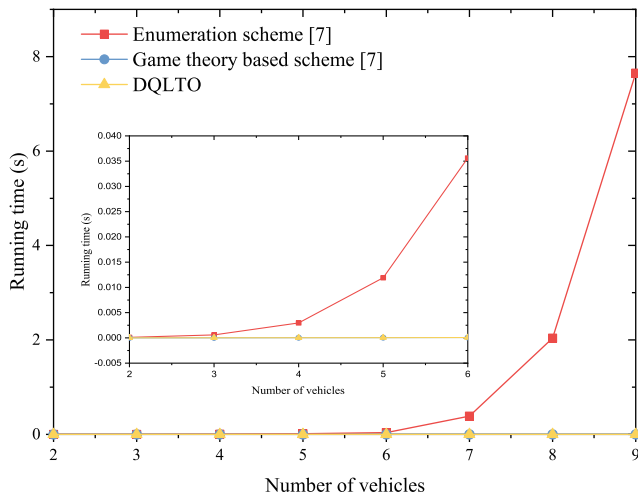 Enumeration scheme [7]
Game theory based scheme [7]
DQLTO
8
6
4
2
0
Running time (s)
2 3 4 5 6 7 8 9
Number of vehicles
0.040
0.035
0.030
0.025
0.020
0.015
0.010
0.005
0.000
-0.005
Running time (s)
2 3 4 5 6
Number of vehicles